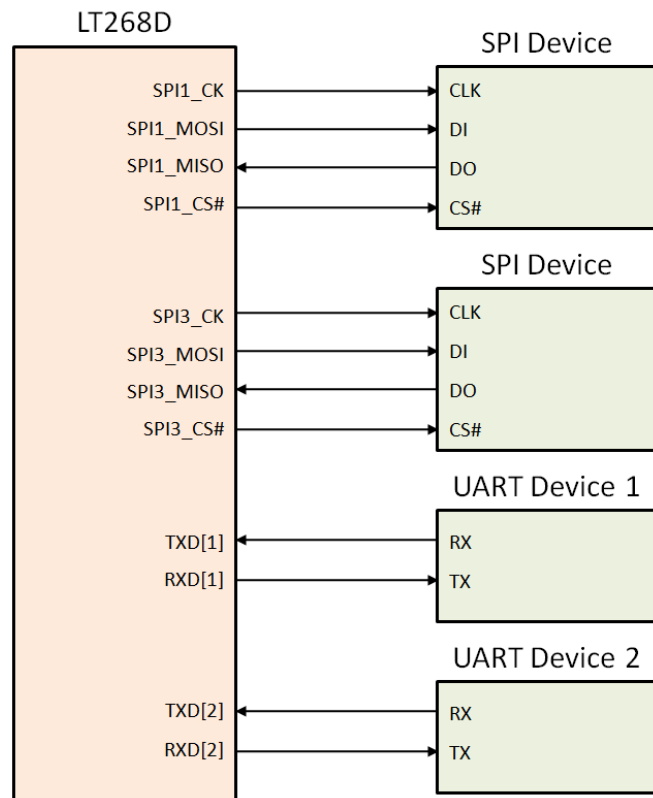 LT268D
SPI Device
SPI1_CK
CLK
SPI1_MOSI
DI
SPI1_MISO
DO
SPI1_CS#
CS#
SPI Device
SPI3_CK
CLK
SPI3_MOSI
DI
SPI3_MISO
DO
SPI3_CS#
CS#
UART Device 1
TXD[1]
RX
RXD[1]
TX
UART Device 2
TXD[2]
RX
RXD[2]
TX